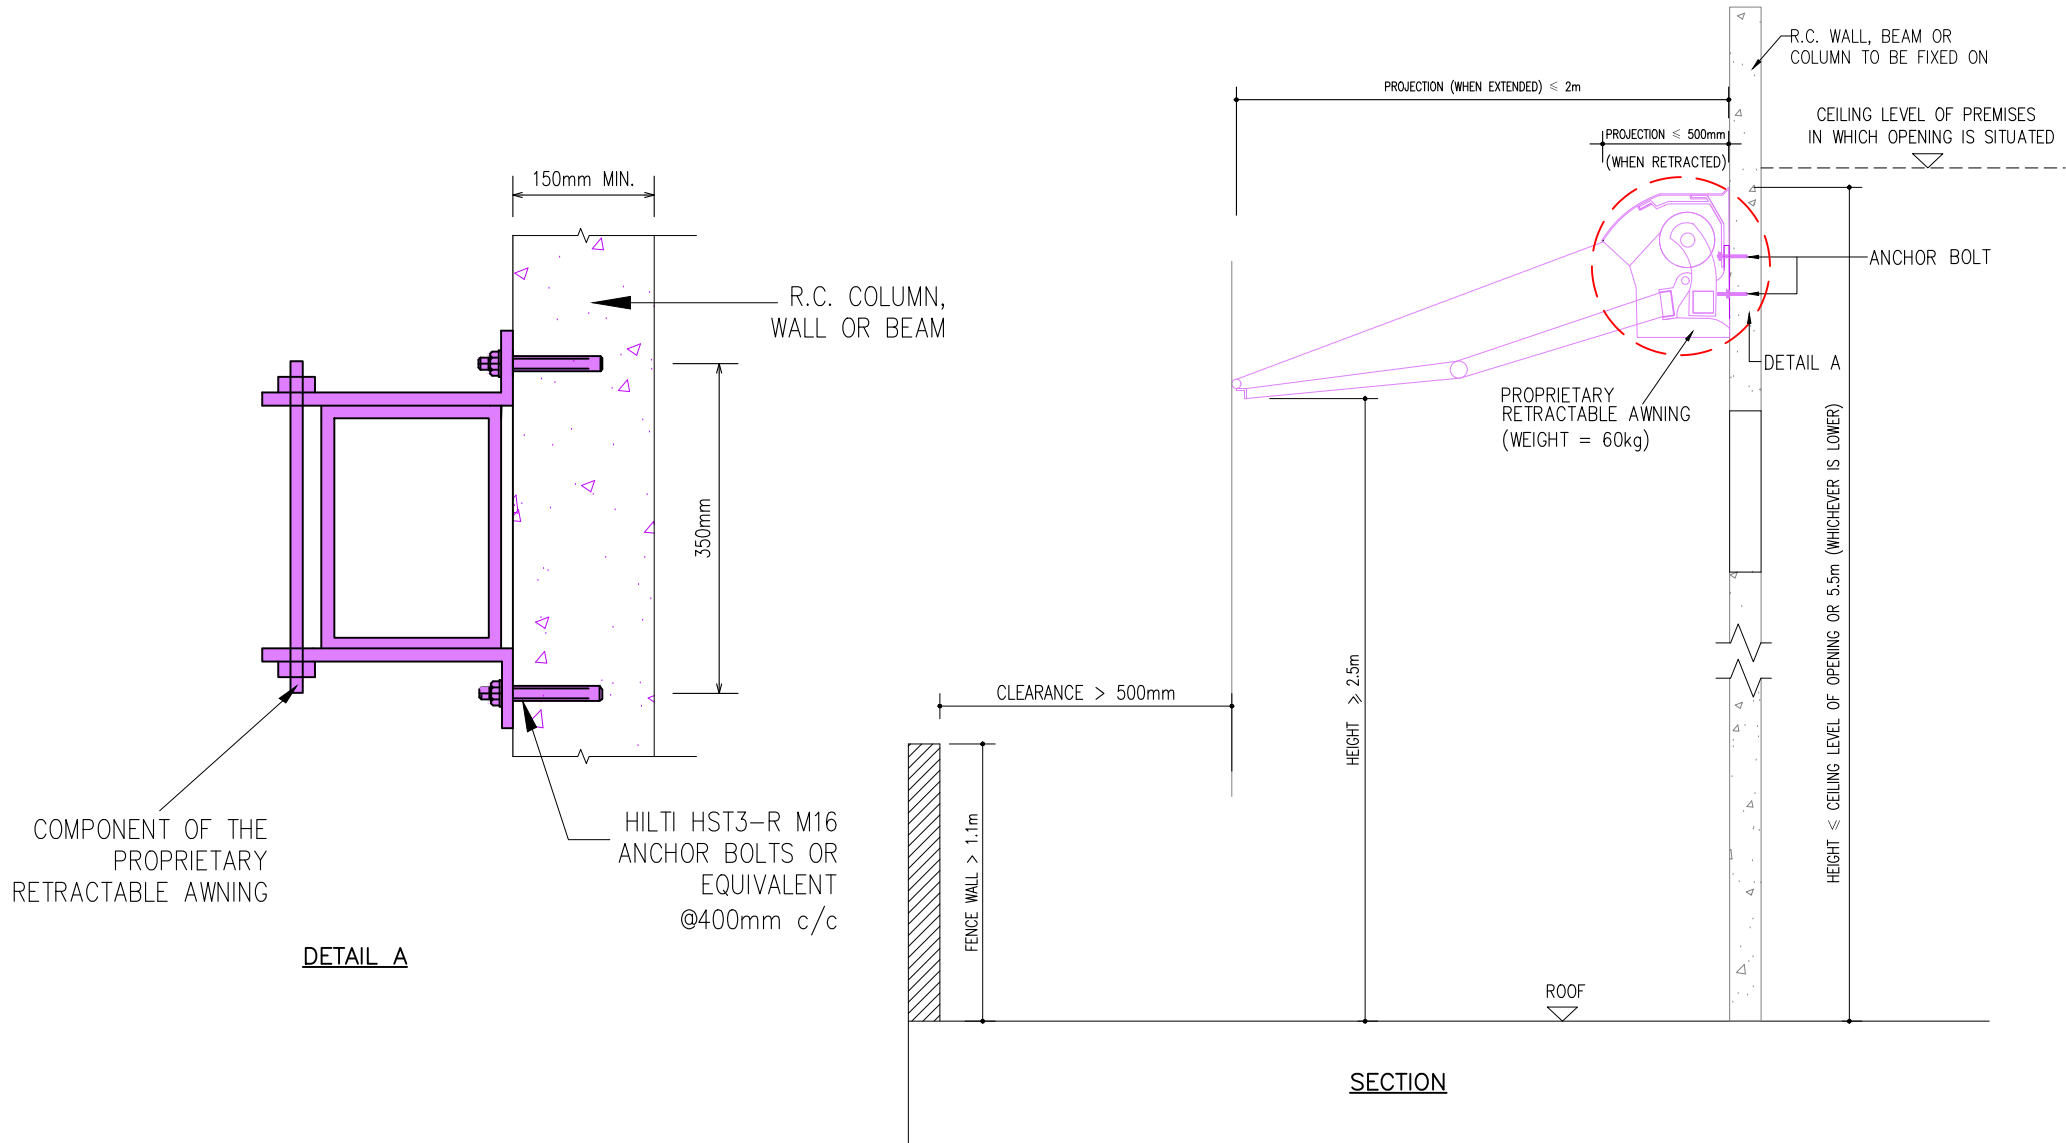 150mm MIN.
R.C. COLUMN,
WALL OR BEAM
350mm
COMPONENT OF THE
PROPRIETARY
RETRACTABLE AWNING
HILTI HST3-R M16
ANCHOR BOLTS OR
EQUIVALENT
@400mm c/c
DETAIL A
R.C. WALL, BEAM OR
COLUMN TO BE FIXED ON
PROJECTION (WHEN EXTENDED) ⩽ 2m
CEILING LEVEL OF PREMISES
IN WHICH OPENING IS SITUATED
PROJECTION ⩽ 500mm
(WHEN RETRACTED)
ANCHOR BOLT
DETAIL A
PROPRIETARY
RETRACTABLE AWNING
(WEIGHT = 60kg)
HEIGHT ⩽ CEILING LEVEL OF OPENING OR 5.5m (WHICHEVER IS LOWER)
CLEARANCE > 500mm
HEIGHT ⩾ 2.5m
FENCE WALL > 1.1m
ROOF
SECTION